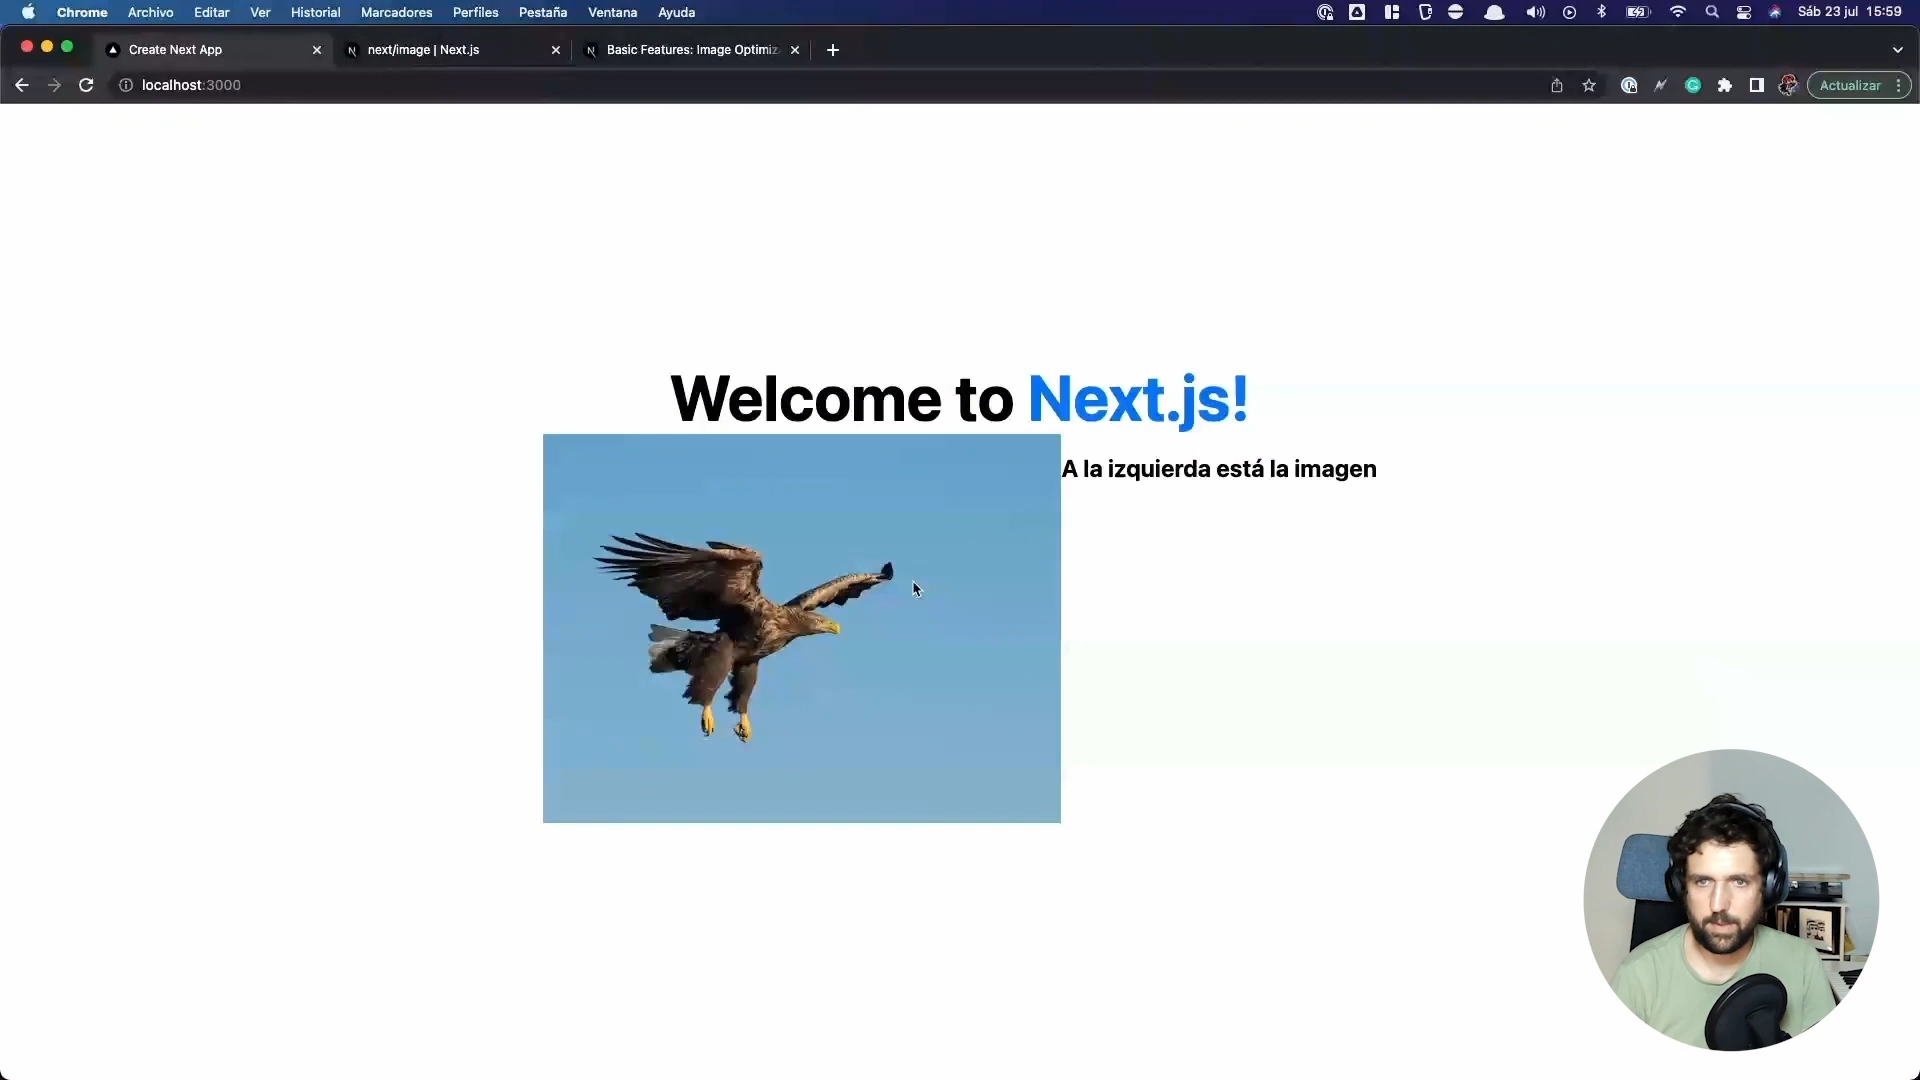 Chrome Archivo Editar Ver Historial Marcadores Perfiles Pestaña Ventana Ayuda Sáb 23 jul 15:59
Create Next App next/image | Next.js Basic Features: Image Optimiz
localhost:3000 Actualizar
Welcome to Next.js!
A la izquierda está la imagen